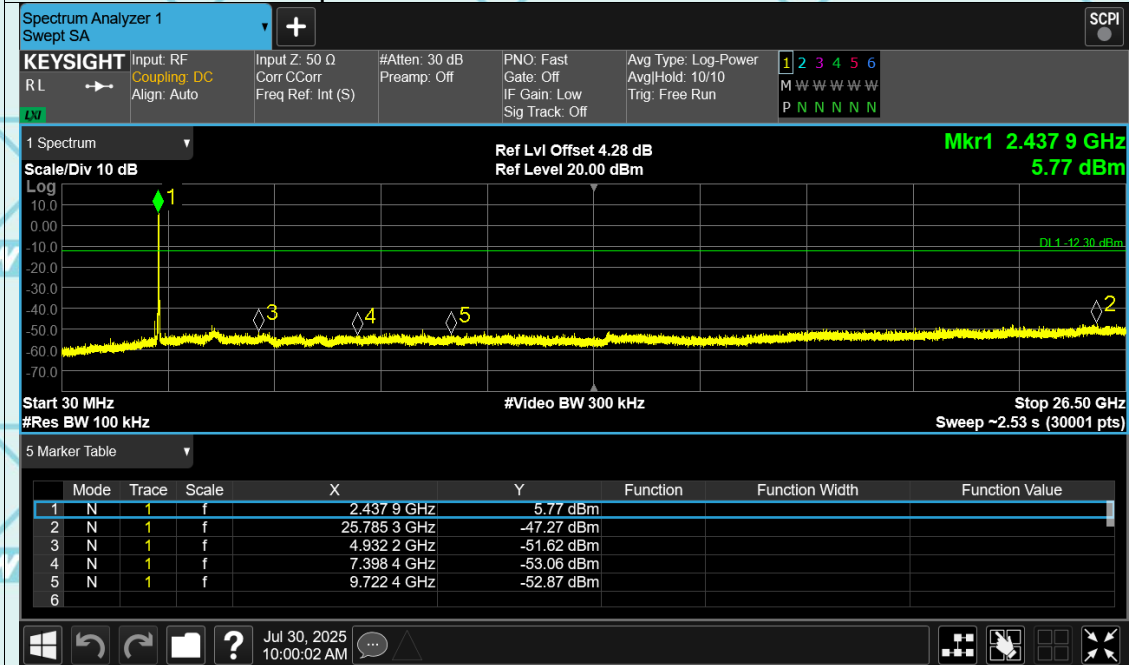 Spectrum Analyzer 1
Swept SA
+
SCPI
KEYSIGHT
RL
LXI
Input: RF
Coupling: DC
Align: Auto
Input Z: 50 Ω
Corr CCorr
Freq Ref: Int (S)
#Atten: 30 dB
Preamp: Off
PNO: Fast
Gate: Off
IF Gain: Low
Sig Track: Off
Avg Type: Log-Power
Avg|Hold: 10/10
Trig: Free Run
1 2 3 4 5 6
M W W W W W
P N N N N N
1 Spectrum
Scale/Div 10 dB
Ref Lvl Offset 4.28 dB
Ref Level 20.00 dBm
Mkr1 2.437 9 GHz
5.77 dBm
Log
10.0
0.00
-10.0
-20.0
-30.0
-40.0
-50.0
-60.0
-70.0
1
DL1 -12.30 dBm
3
4
5
2
Start 30 MHz
#Video BW 300 kHz
Stop 26.50 GHz
#Res BW 100 kHz
Sweep ~2.53 s (30001 pts)
5 Marker Table
Mode Trace Scale X Y Function Function Width Function Value
1 N 1 f 2.437 9 GHz 5.77 dBm
2 N 1 f 25.785 3 GHz -47.27 dBm
3 N 1 f 4.932 2 GHz -51.62 dBm
4 N 1 f 7.398 4 GHz -53.06 dBm
5 N 1 f 9.722 4 GHz -52.87 dBm
6
?
Jul 30, 2025
10:00:02 AM